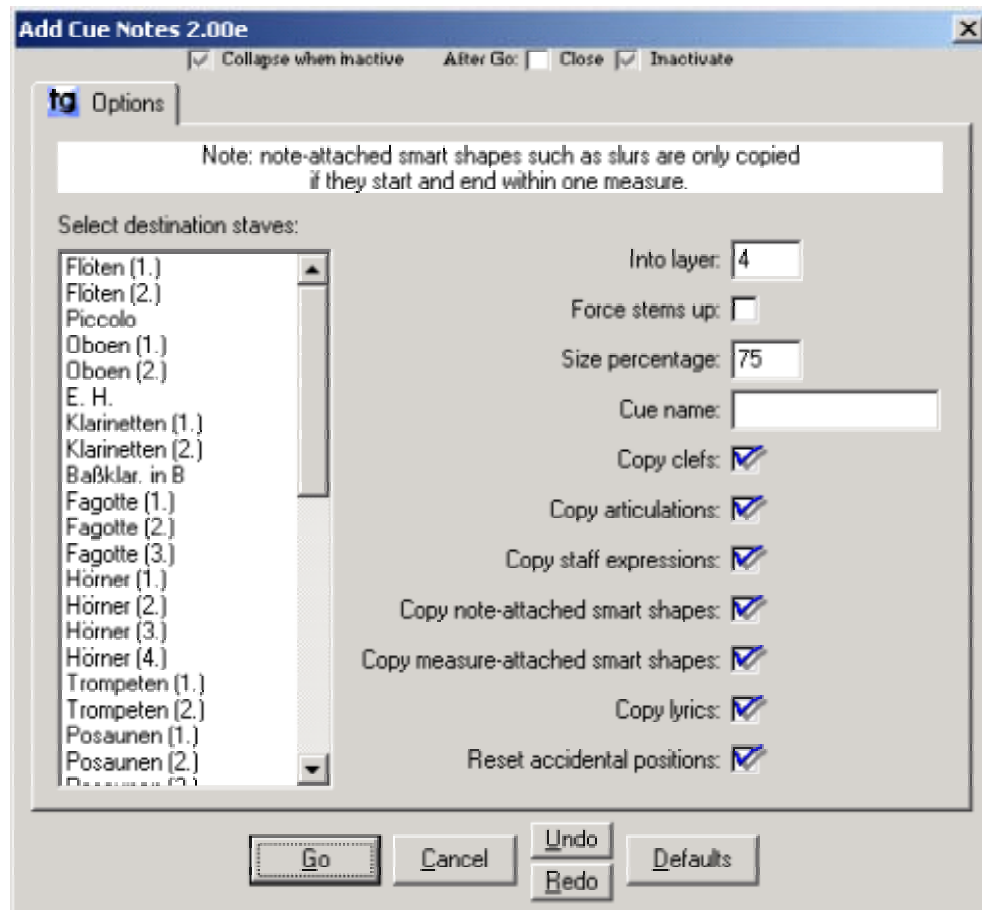 Add Cue Notes 2.00e
Collapse when inactive After Go: Close Inactivate
tg Options
Note: note-attached smart shapes such as slurs are only copied
if they start and end within one measure.
Select destination staves:
Flöten (1.)
Flöten (2.)
Piccolo
Oboen (1.)
Oboen (2.)
E. H.
Klarinetten (1.)
Klarinetten (2.)
Baßklar. in B
Fagotte (1.)
Fagotte (2.)
Fagotte (3.)
Hörner (1.)
Hörner (2.)
Hörner (3.)
Hörner (4.)
Trompeten (1.)
Trompeten (2.)
Posaunen (1.)
Posaunen (2.)
Into layer: 4
Force stems up:
Size percentage: 75
Cue name:
Copy clefs:
Copy articulations:
Copy staff expressions:
Copy note-attached smart shapes:
Copy measure-attached smart shapes:
Copy lyrics:
Reset accidental positions:
Go
Cancel
Undo
Redo
Defaults